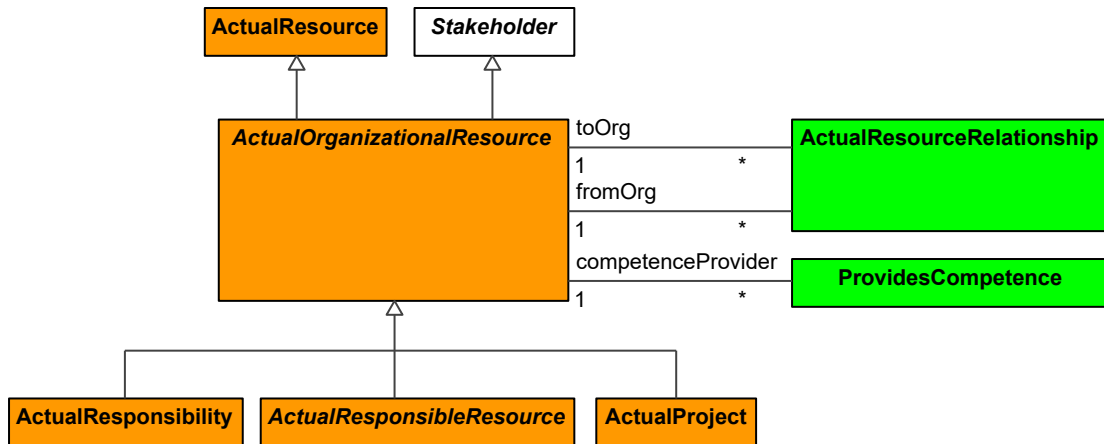 ActualResource
Stakeholder
ActualOrganizationalResource
toOrg
ActualResourceRelationship
1
*
fromOrg
1
*
competenceProvider
ProvidesCompetence
1
*
ActualResponsibility
ActualResponsibleResource
ActualProject